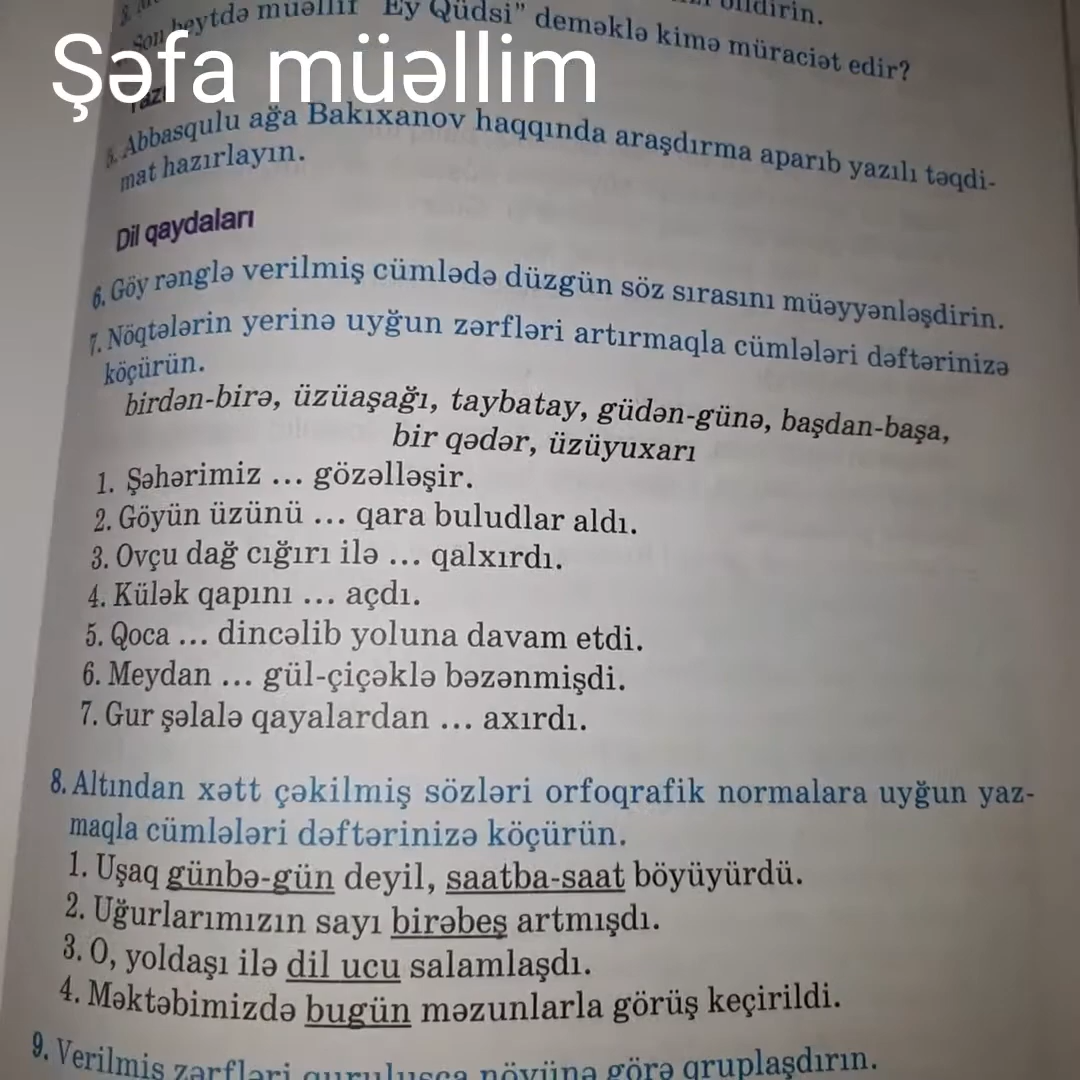 bildirin.
Son beytdə müəllif "Ey Qüdsi" deməklə kimə müraciət edir?
Şəfa müəllim
5. Abbasqulu ağa Bakıxanov haqqında araşdırma aparıb yazılı təqdi-
mat hazırlayın.
Dil qaydaları
6. Göy rənglə verilmiş cümlədə düzgün söz sırasını müəyyənləşdirin.
7. Nöqtələrin yerinə uyğun zərfləri artırmaqla cümlələri dəftərinizə
köçürün.
birdən-birə, üzüaşağı, taybatay, güdən-günə, başdan-başa,
bir qədər, üzüyuxarı
1. Şəhərimiz ... gözəlləşir.
2. Göyün üzünü ... qara buludlar aldı.
3. Ovçu dağ cığırı ilə ... qalxırdı.
4. Külək qapını ... açdı.
5. Qoca ... dincəlib yoluna davam etdi.
6. Meydan ... gül-çiçəklə bəzənmişdi.
7. Gur şəlalə qayalardan ... axırdı.
8. Altından xətt çəkilmiş sözləri orfoqrafik normalara uyğun yaz-
maqla cümlələri dəftərinizə köçürün.
1. Uşaq günbə-gün deyil, saatba-saat böyüyürdü.
2. Uğurlarımızın sayı birəbeş artmışdı.
3. O, yoldaşı ilə dil ucu salamlaşdı.
4. Məktəbimizdə bugün məzunlarla görüş keçirildi.
9. Verilmiş zərfləri quruluşca növünə görə qruplaşdırın.